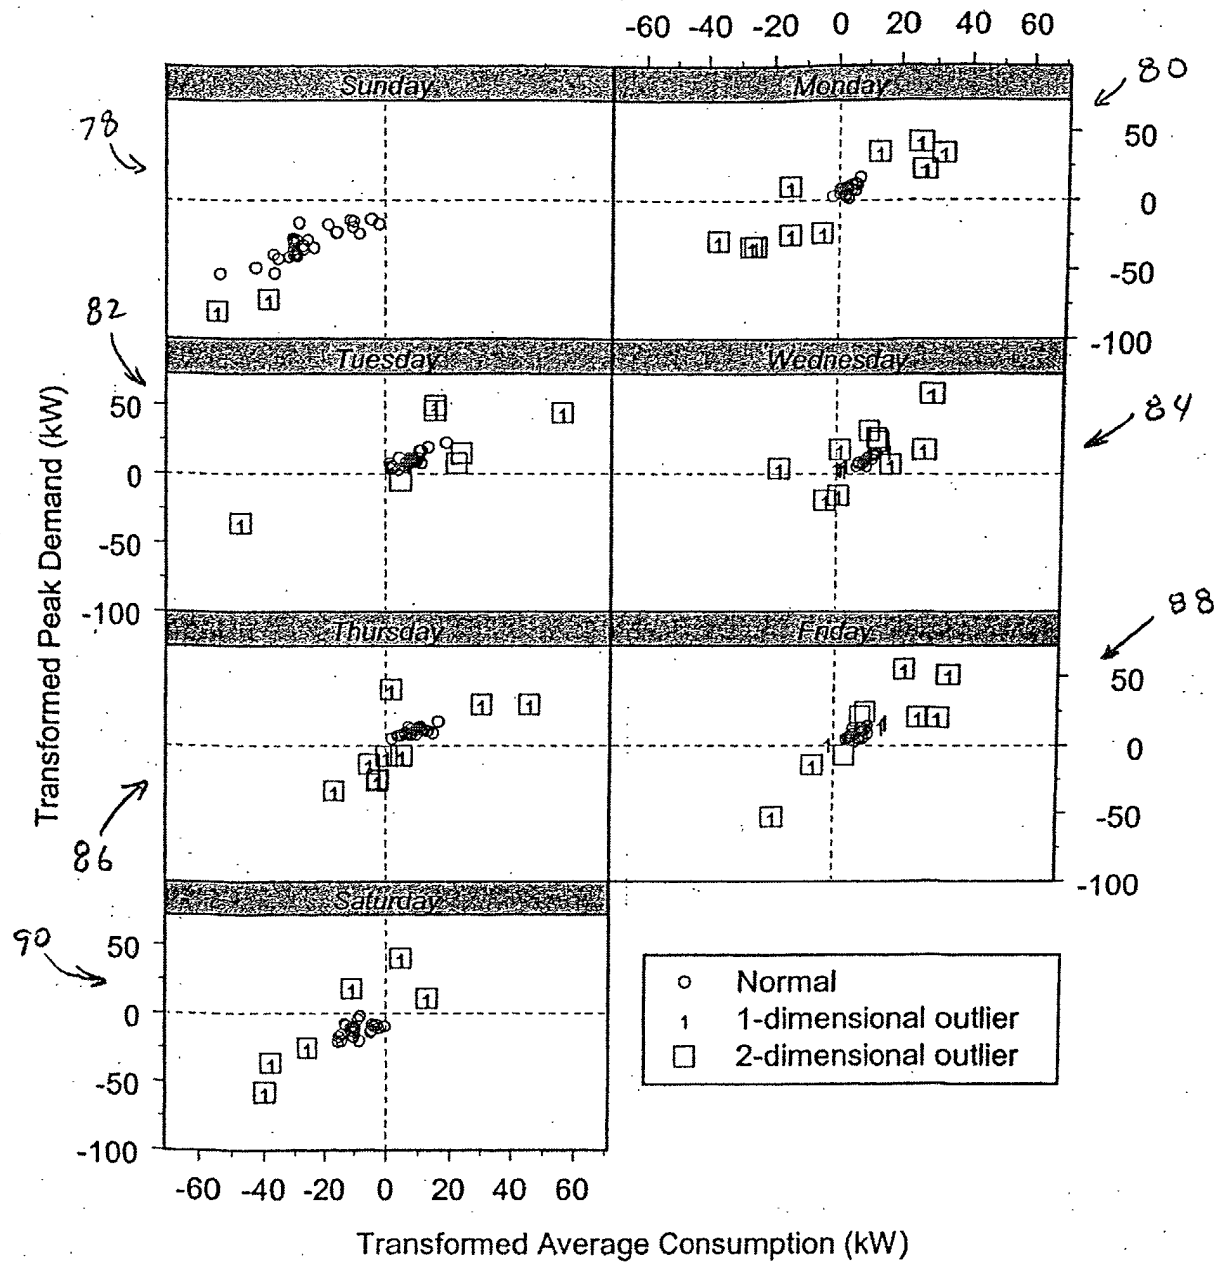 -60 -40 -20 0 20 40 60
80
Sunday Monday
78
50
0
-50
-100
82
Tuesday Wednesday
84
50
0
-50
-100
Transformed Peak Demand (kW)
88
Thursday Friday
50
0
-50
-100
86
Saturday
90
50
0
-50
-100
Normal
1 1-dimensional outlier
2-dimensional outlier
-60 -40 -20 0 20 40 60
Transformed Average Consumption (kW)